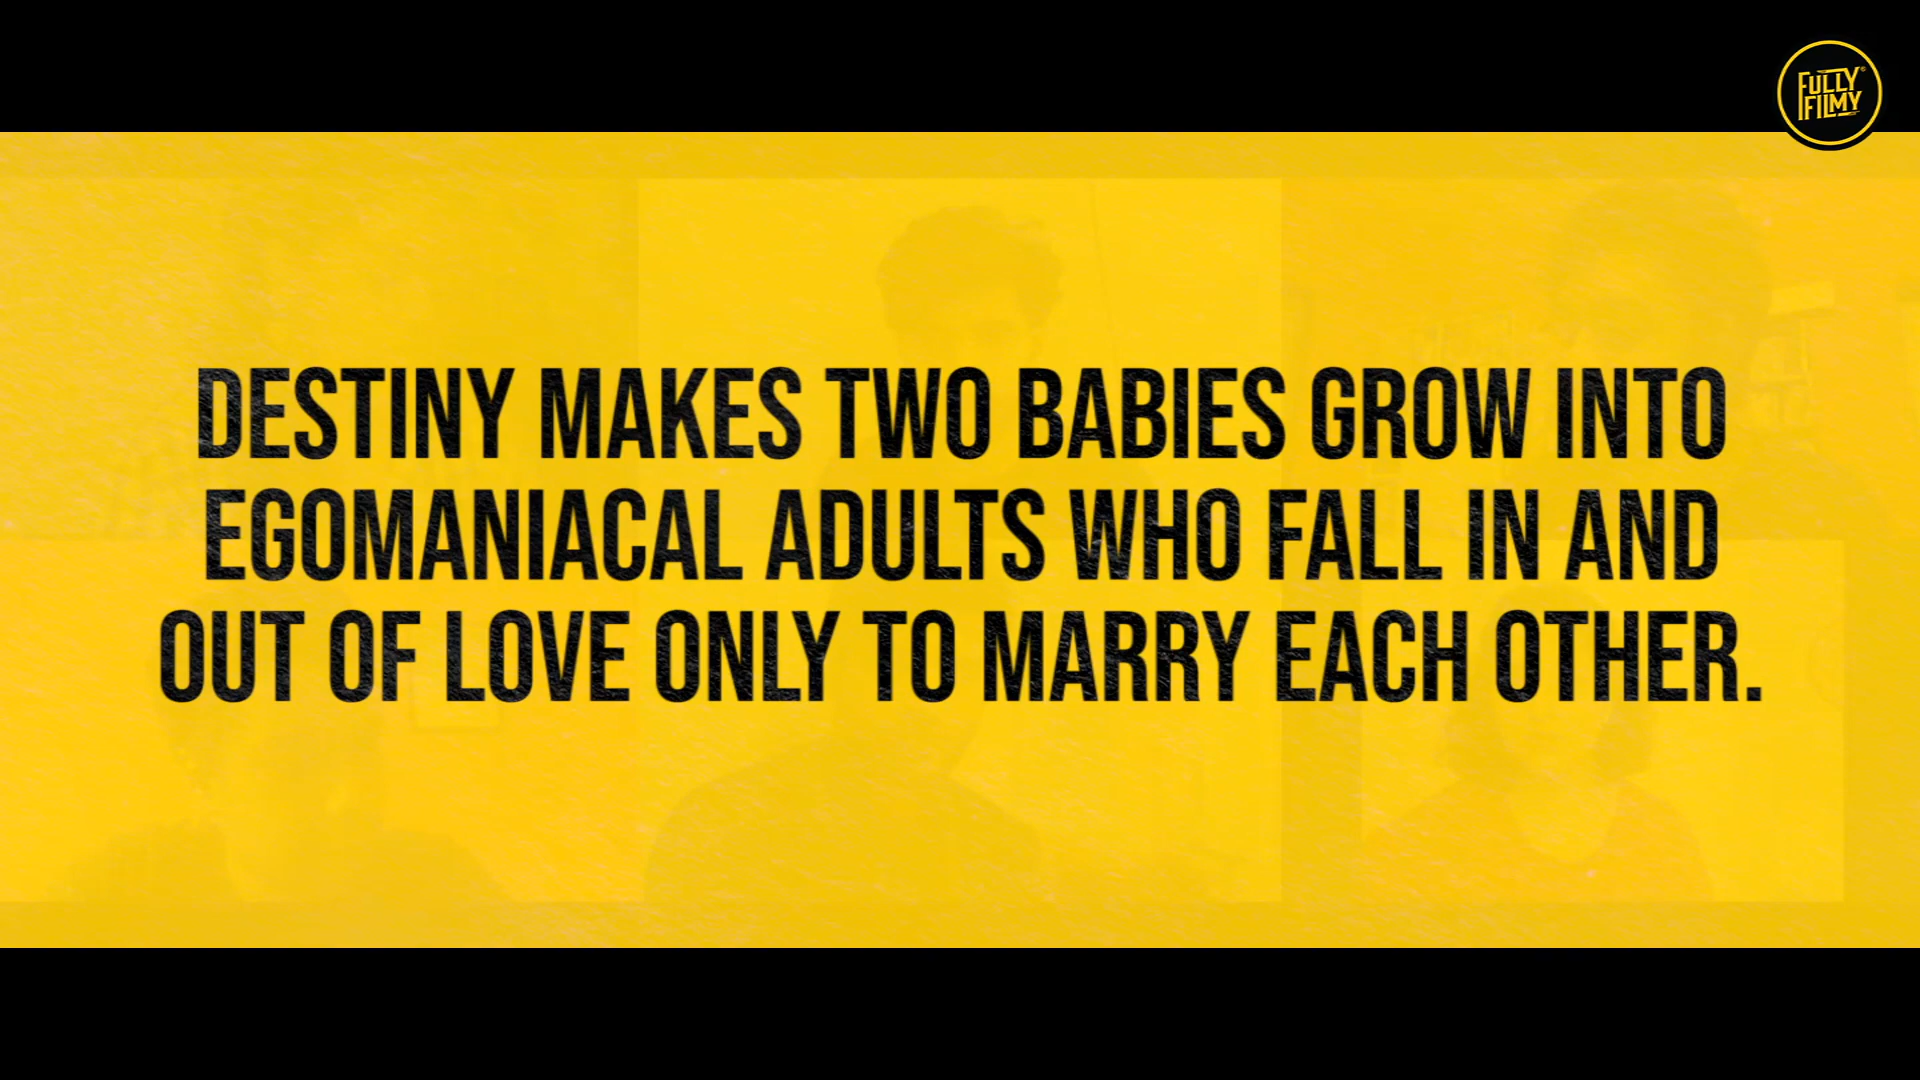 FULLY
FILMY
DESTINY MAKES TWO BABIES GROW INTO
EGOMANIACAL ADULTS WHO FALL IN AND
OUT OF LOVE ONLY TO MARRY EACH OTHER.